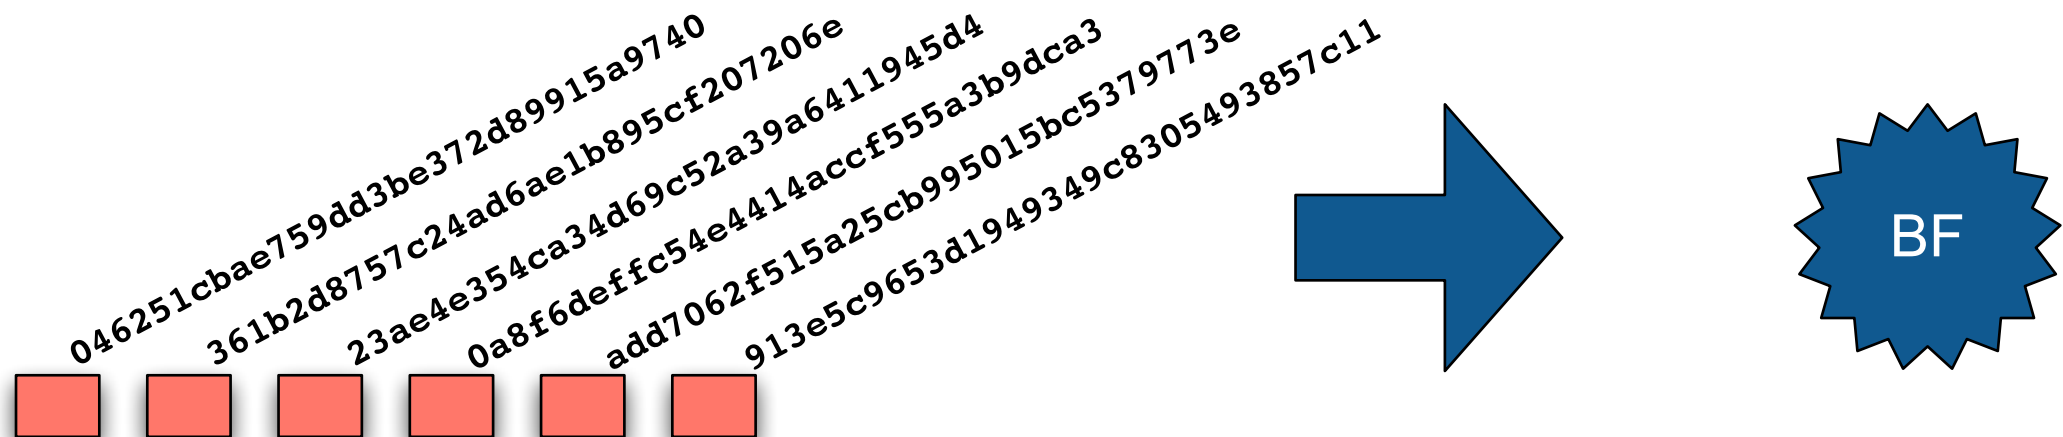 046251cbae759dd3be372d89915a9740
361b2d8757c24ad6ae1b895cf207206e
23ae4e354ca34d69c52a39a6411945d4
0a8f6deffc54e4414accf555a3b9dca3
add7062f515a25cb995015bc5379773e
913e5c9653d1949349c8305493857c11
BF